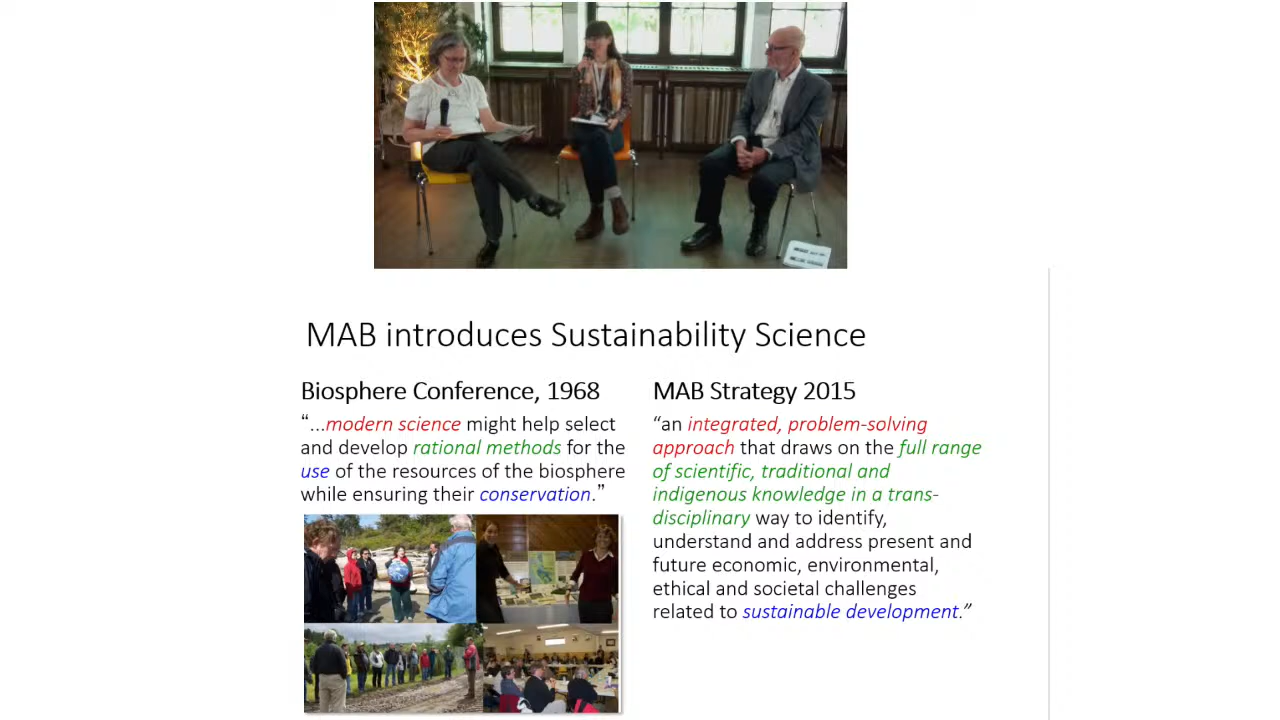 MAB introduces Sustainability Science
Biosphere Conference, 1968
“...modern science might help select
and develop rational methods for the
use of the resources of the biosphere
while ensuring their conservation.”
MAB Strategy 2015
“an integrated, problem-solving
approach that draws on the full range
of scientific, traditional and
indigenous knowledge in a trans-
disciplinary way to identify,
understand and address present and
future economic, environmental,
ethical and societal challenges
related to sustainable development.”